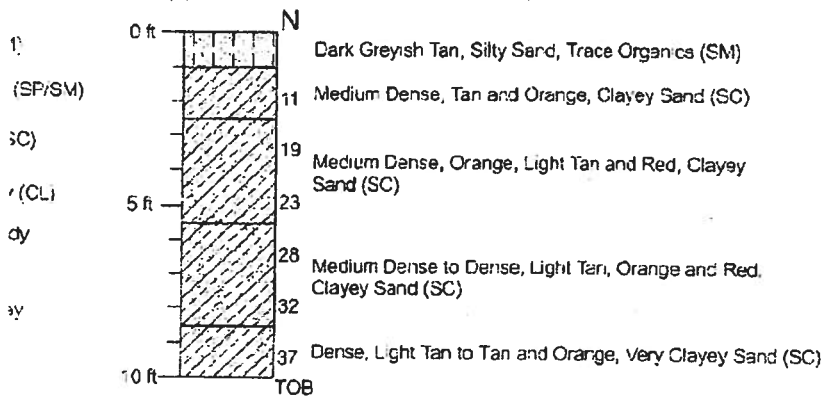 0 ft
N
Dark Greyish Tan, Silty Sand, Trace Organics (SM)
(SP/SM)
11
Medium Dense, Tan and Orange, Clayey Sand (SC)
SC)
19
Medium Dense, Orange, Light Tan and Red, Clayey
Sand (SC)
(CL)
5 ft
23
dy
28
Medium Dense to Dense, Light Tan, Orange and Red,
Clayey Sand (SC)
32
ay
37
Dense, Light Tan to Tan and Orange, Very Clayey Sand (SC)
10 ft
TOB